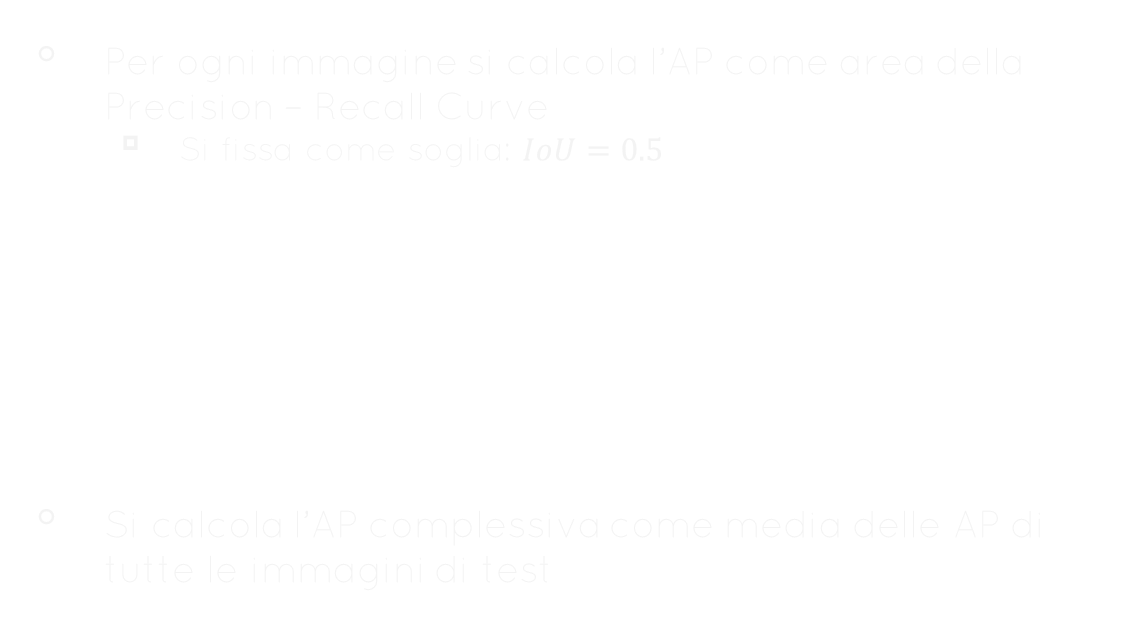 Per ogni immagine si calcola l'AP come area della
Precision – Recall Curve
Si fissa come soglia: IoU = 0.5
Si calcola l'AP complessiva come media delle AP di
tutte le immagini di test